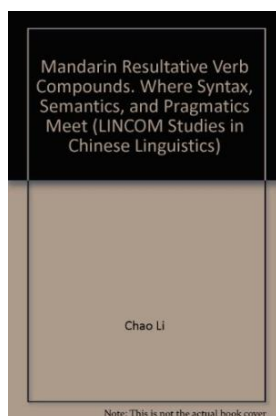 Mandarin Resultative Verb
Compounds. Where Syntax,
Semantics, and Pragmatics
Meet (LINCOM Studies in
Chinese Linguistics)
Chao Li
Note: This is not the actual book cover